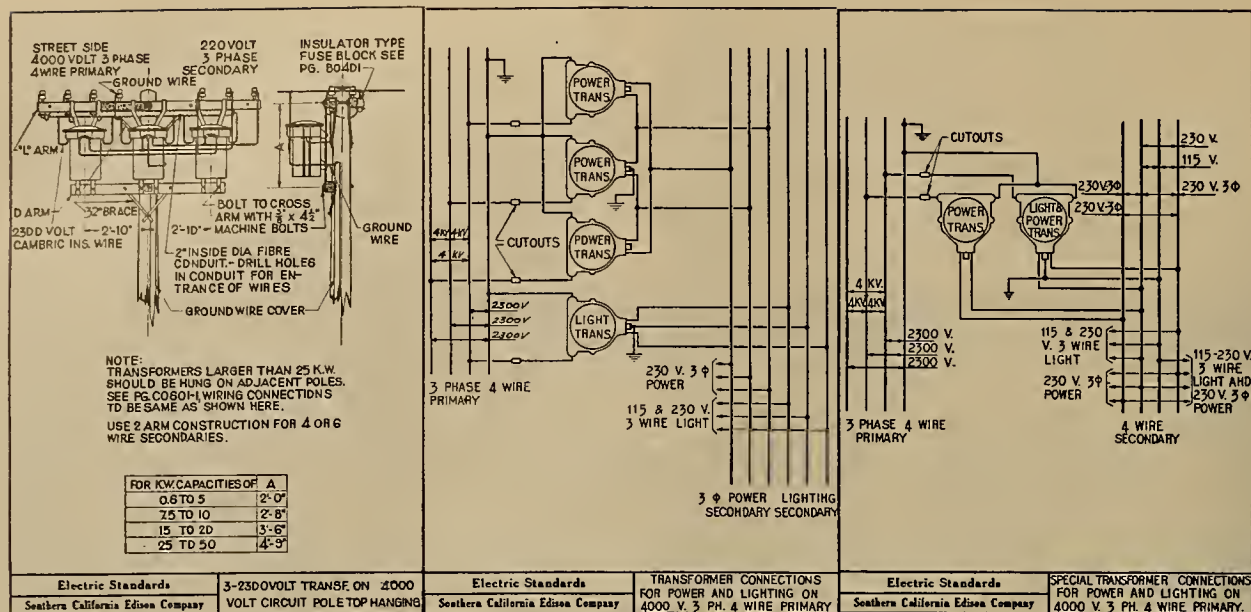 STREET SIDE
4000 VOLT 3 PHASE
4 WIRE PRIMARY
GROUND WIRE
220 VOLT
3 PHASE
SECONDARY
INSULATOR TYPE
FUSE BLOCK SEE
PG. B04D1
"L" ARM
A
D ARM
32" BRACE
2300 VOLT
CAMBRIC INS. WIRE
2'-10"
2'-10"
BOLT TO CROSS
ARM WITH
MACHINE BOLTS
GROUND
WIRE
2" INSIDE DIA FIBRE
CONDUIT.- DRILL HOLES
IN CONDUIT FOR EN-
TRANCE OF WIRES
GROUND WIRE COVER
NOTE:
TRANSFORMERS LARGER THAN 25 K.W.
SHOULD BE HUNG ON ADJACENT POLES.
SEE PG. C0601-1, WIRING CONNECTIONS
TO BE SAME AS SHOWN HERE.
USE 2 ARM CONSTRUCTION FOR 4 OR 6
WIRE SECONDARIES.
FOR K.W. CAPACITIES OF A
0.6 TO 5 2'-0"
7.5 TO 10 2'-8"
15 TO 20 3'-6"
25 TO 50 4'-9"
Electric Standards
Southern California Edison Company
3-2300 VOLT TRANSF. ON 4000
VOLT CIRCUIT POLE TOP HANGING
POWER
TRANS.
POWER
TRANS.
POWER
TRANS.
CUTOUTS
4KV 4KV
4 KV.
LIGHT
TRANS.
2300V
2300V
2300V
3 PHASE 4 WIRE
PRIMARY
230 V. 3 ϕ
POWER
115 & 230 V.
3 WIRE LIGHT
3 ϕ POWER LIGHTING
SECONDARY SECONDARY
Electric Standards
Southern California Edison Company
TRANSFORMER CONNECTIONS
FOR POWER AND LIGHTING ON
4000 V. 3 PH. 4 WIRE PRIMARY
CUTOUTS
230 V.
115 V.
230V-3ϕ
230 V. 3ϕ
230V-3ϕ
POWER
TRANS.
LIGHT &
POWER
TRANS.
4 KV.
4KV 4KV
2300 V.
2300 V.
2300 V.
115 & 230
V. 3 WIRE
LIGHT
230 V. 3ϕ
POWER
115-230 V.
3 WIRE
LIGHT AND
230 V. 3ϕ
POWER
3 PHASE 4 WIRE
PRIMARY
4 WIRE
SECONDARY
Electric Standards
Southern California Edison Company
SPECIAL TRANSFORMER CONNECTIONS
FOR POWER AND LIGHTING ON
4000 V. 3 PH. 4 WIRE PRIMARY